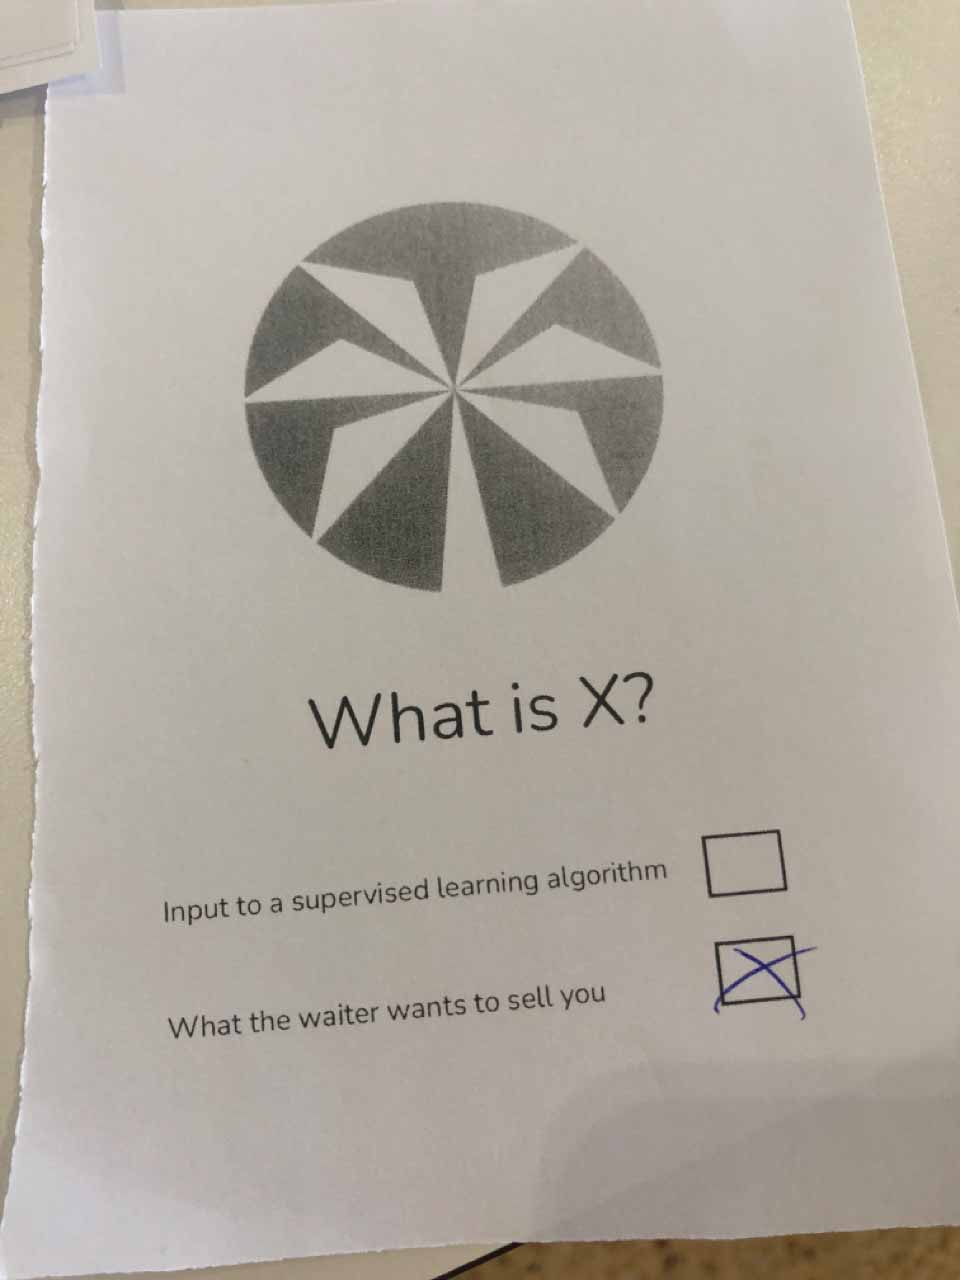 What is X?
Input to a supervised learning algorithm
What the waiter wants to sell you